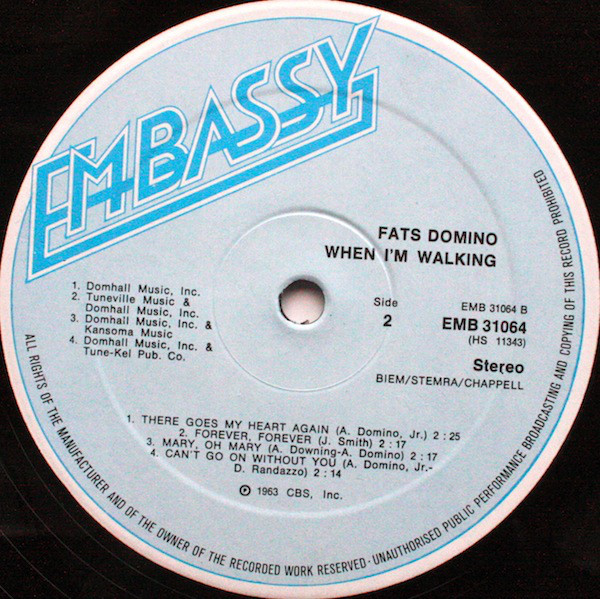 EMBASSY
FATS DOMINO
WHEN I'M WALKING
1. Domhall Music, Inc.
2. Tuneville Music &
Domhall Music, Inc.
3. Domhall Music, Inc. &
Kansoma Music
4. Domhall Music, Inc. &
Tune-Kel Pub. Co.
Side
2
EMB 31064 B
EMB 31064
(HS 11343)
Stereo
BIEM/STEMRA/CHAPPELL
1. THERE GOES MY HEART AGAIN (A. Domino, Jr.) 2 : 25
2. FOREVER, FOREVER (J. Smith) 2 : 17
3. MARY, OH MARY (A. Downing-A. Domino) 2 : 17
4. CAN'T GO ON WITHOUT YOU (A. Domino, Jr.-
D. Randazzo) 2 : 14
℗ 1963 CBS, Inc.
ALL RIGHTS OF THE MANUFACTURER AND OF THE OWNER OF THE RECORDED WORK RESERVED · UNAUTHORISED PUBLIC PERFORMANCE BROADCASTING AND COPYING OF THIS RECORD PROHIBITED